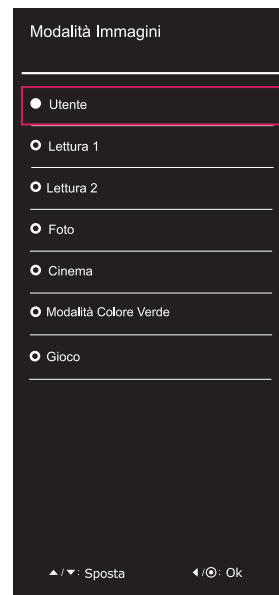 Modalità Immagini
Utente
Lettura 1
Lettura 2
Foto
Cinema
Modalità Colore Verde
Gioco
▲/▼: Sposta ◀/◉: Ok